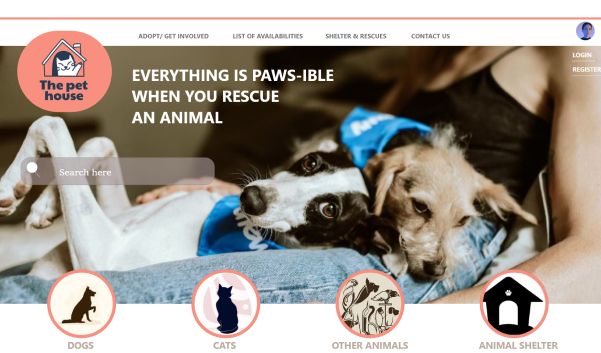 ADOPT/ GET INVOLVED
LIST OF AVAILABILITIES
SHELTER & RESCUES
CONTACT US
LOGIN
REGISTER
The pet
house
EVERYTHING IS PAWS-IBLE
WHEN YOU RESCUE
AN ANIMAL
Search here
DOGS
CATS
OTHER ANIMALS
ANIMAL SHELTER